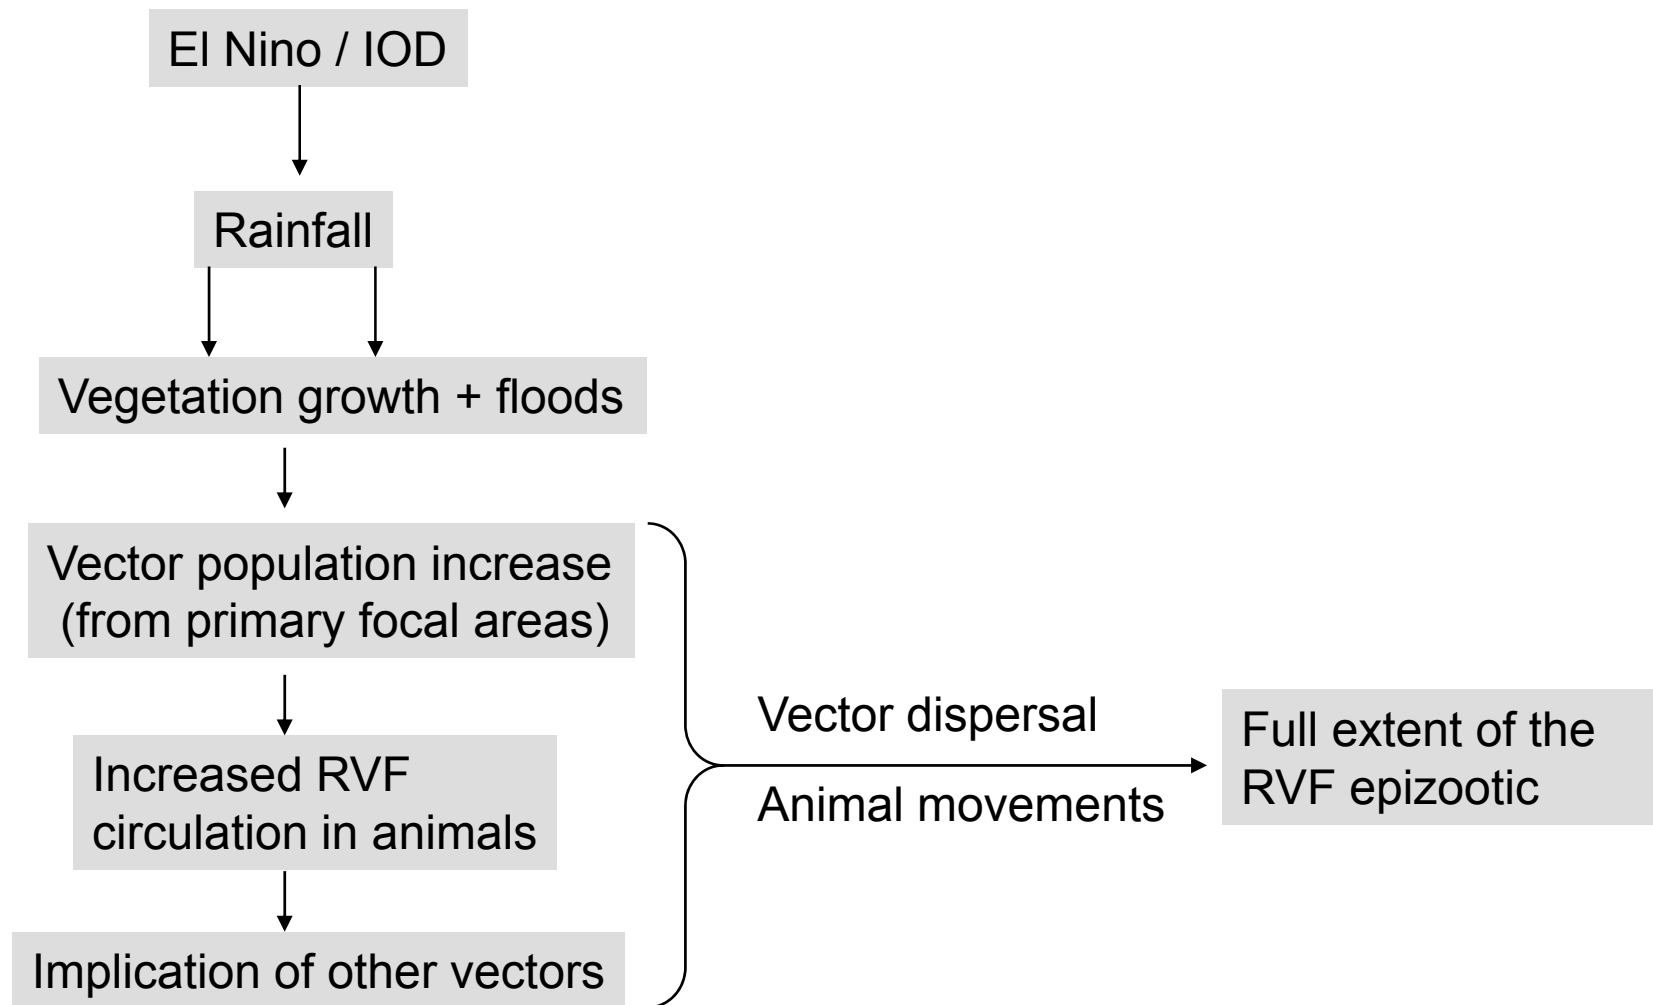 El Nino / IOD
Rainfall
Vegetation growth + floods
Vector population increase
(from primary focal areas)
Increased RVF
circulation in animals
Implication of other vectors
Vector dispersal
Animal movements
Full extent of the
RVF epizootic